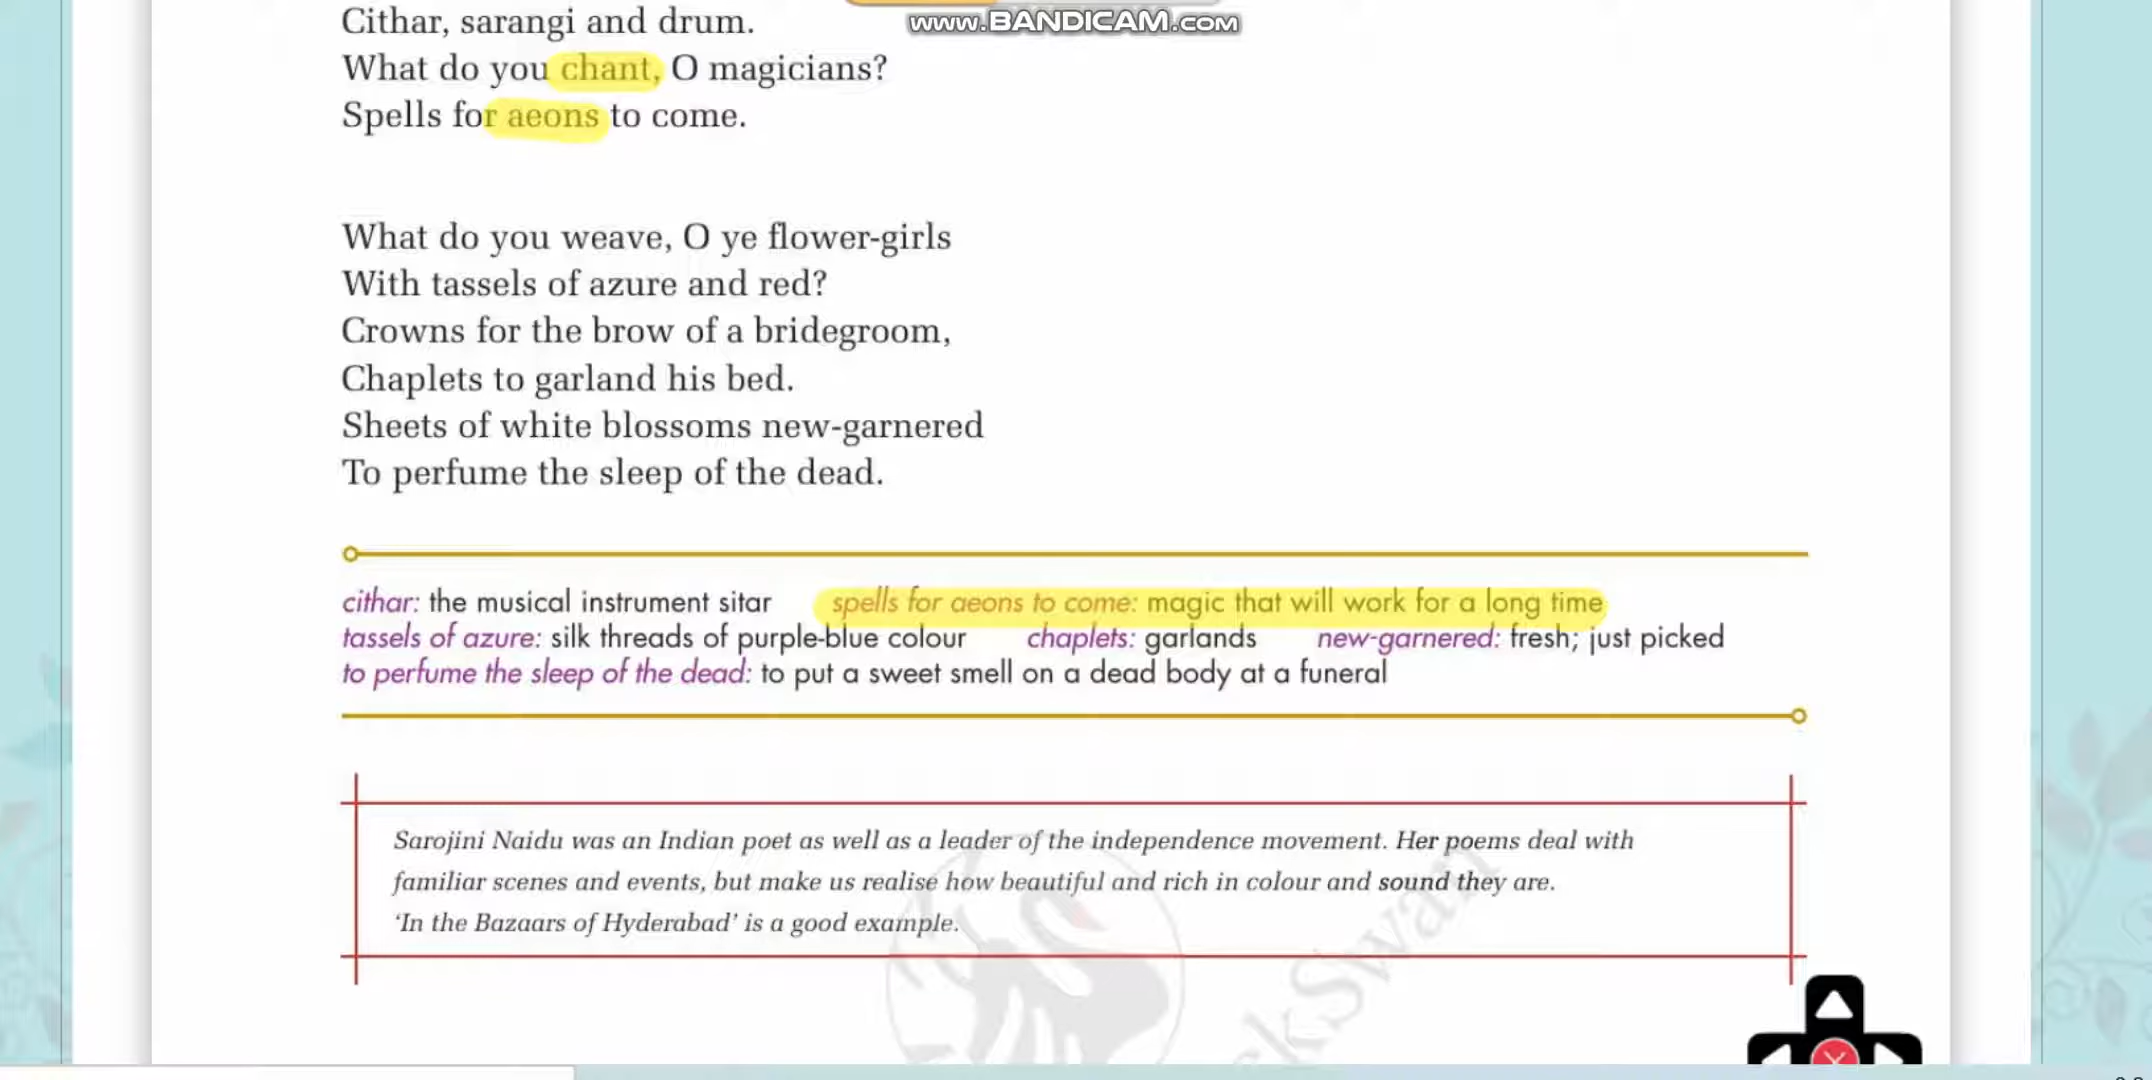 www.BANDICAM.com
Cithar, sarangi and drum.
What do you chant, O magicians?
Spells for aeons to come.
What do you weave, O ye flower-girls
With tassels of azure and red?
Crowns for the brow of a bridegroom,
Chaplets to garland his bed.
Sheets of white blossoms new-garnered
To perfume the sleep of the dead.
cithar: the musical instrument sitar spells for aeons to come: magic that will work for a long time
tassels of azure: silk threads of purple-blue colour chaplets: garlands new-garnered: fresh; just picked
to perfume the sleep of the dead: to put a sweet smell on a dead body at a funeral
Sarojini Naidu was an Indian poet as well as a leader of the independence movement. Her poems deal with
familiar scenes and events, but make us realise how beautiful and rich in colour and sound they are.
‘In the Bazaars of Hyderabad’ is a good example.